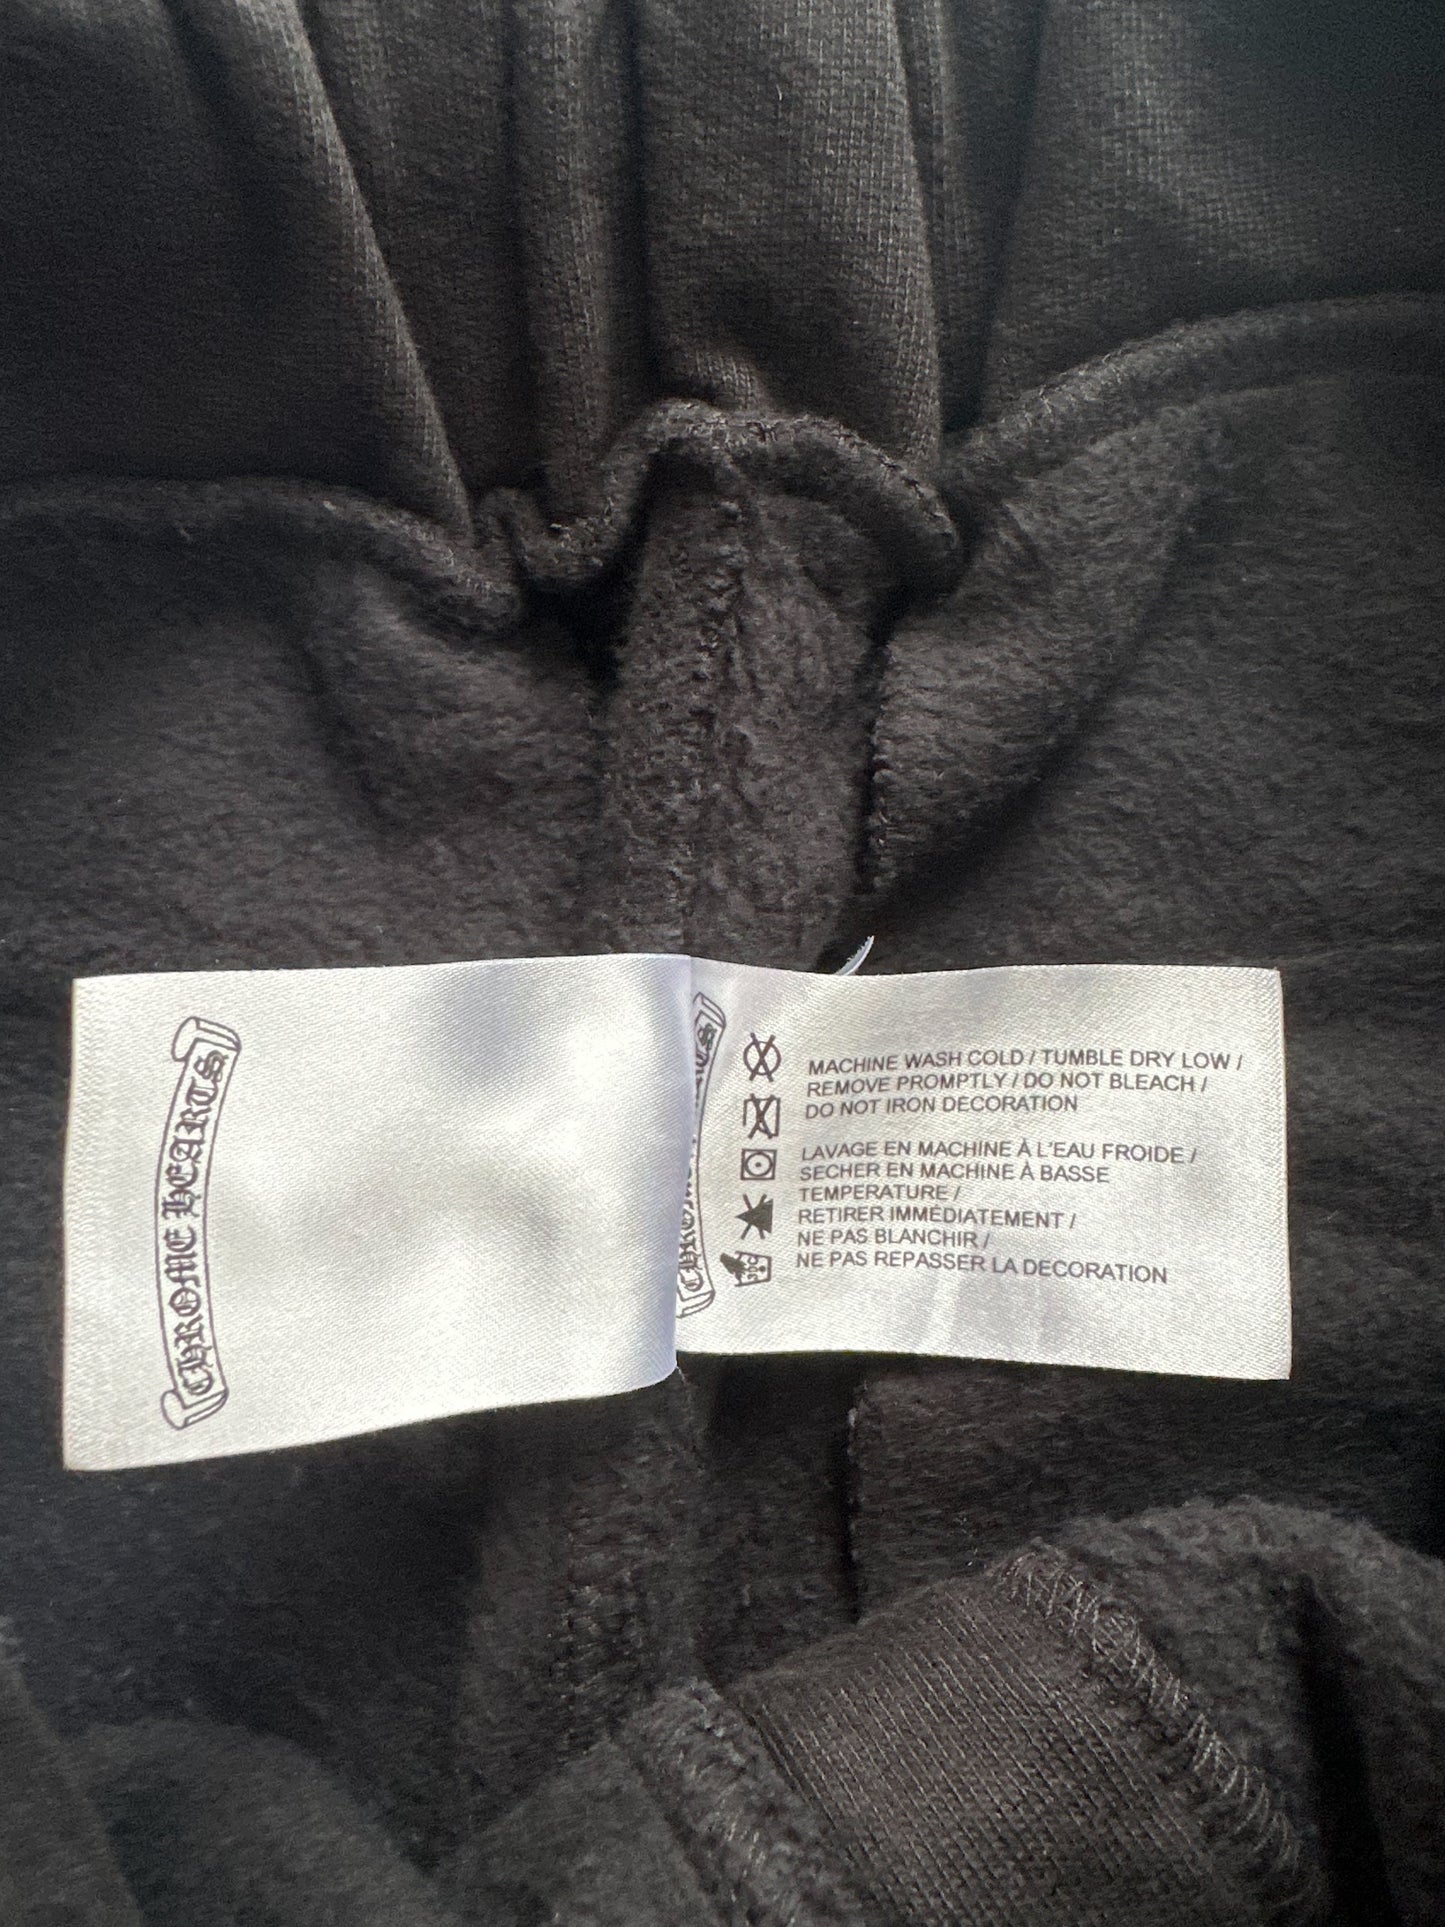 CHROME HEARTS
CHROME HEARTS
MACHINE WASH COLD / TUMBLE DRY LOW /
REMOVE PROMPTLY / DO NOT BLEACH /
DO NOT IRON DECORATION
LAVAGE EN MACHINE À L'EAU FROIDE /
SECHER EN MACHINE À BASSE
TEMPERATURE /
RETIRER IMMÉDIATEMENT /
NE PAS BLANCHIR /
NE PAS REPASSER LA DECORATION